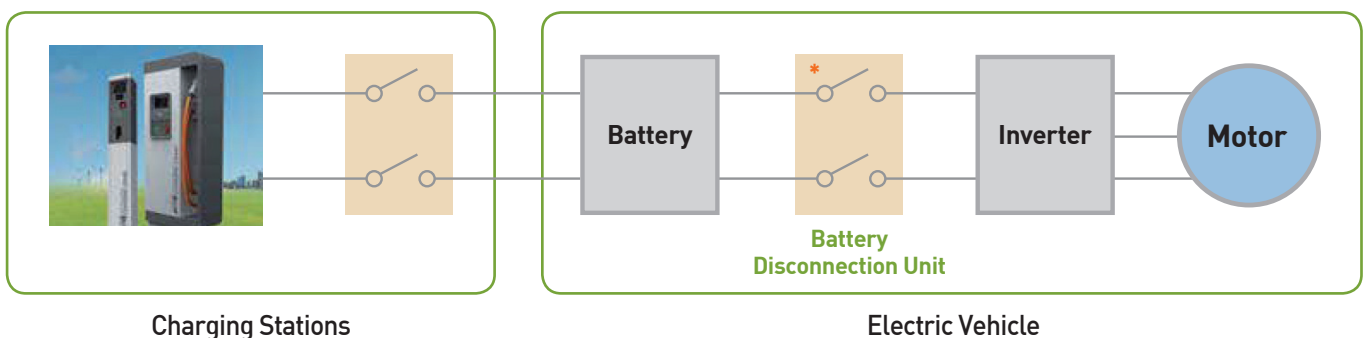 Battery
*
Inverter
Motor
Battery
Disconnection Unit
Charging Stations
Electric Vehicle